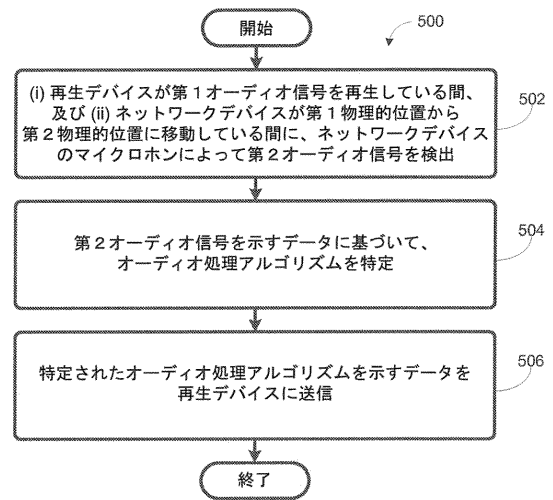 開始
500
(i) 再生デバイスが第1オーディオ信号を再生している間、
及び (ii) ネットワークデバイスが第1物理的位置から
第2物理的位置に移動している間に、ネットワークデバイス
のマイクロホンによって第2オーディオ信号を検出
502
第2オーディオ信号を示すデータに基づいて、
オーディオ処理アルゴリズムを特定
504
特定されたオーディオ処理アルゴリズムを示すデータを
再生デバイスに送信
506
終了